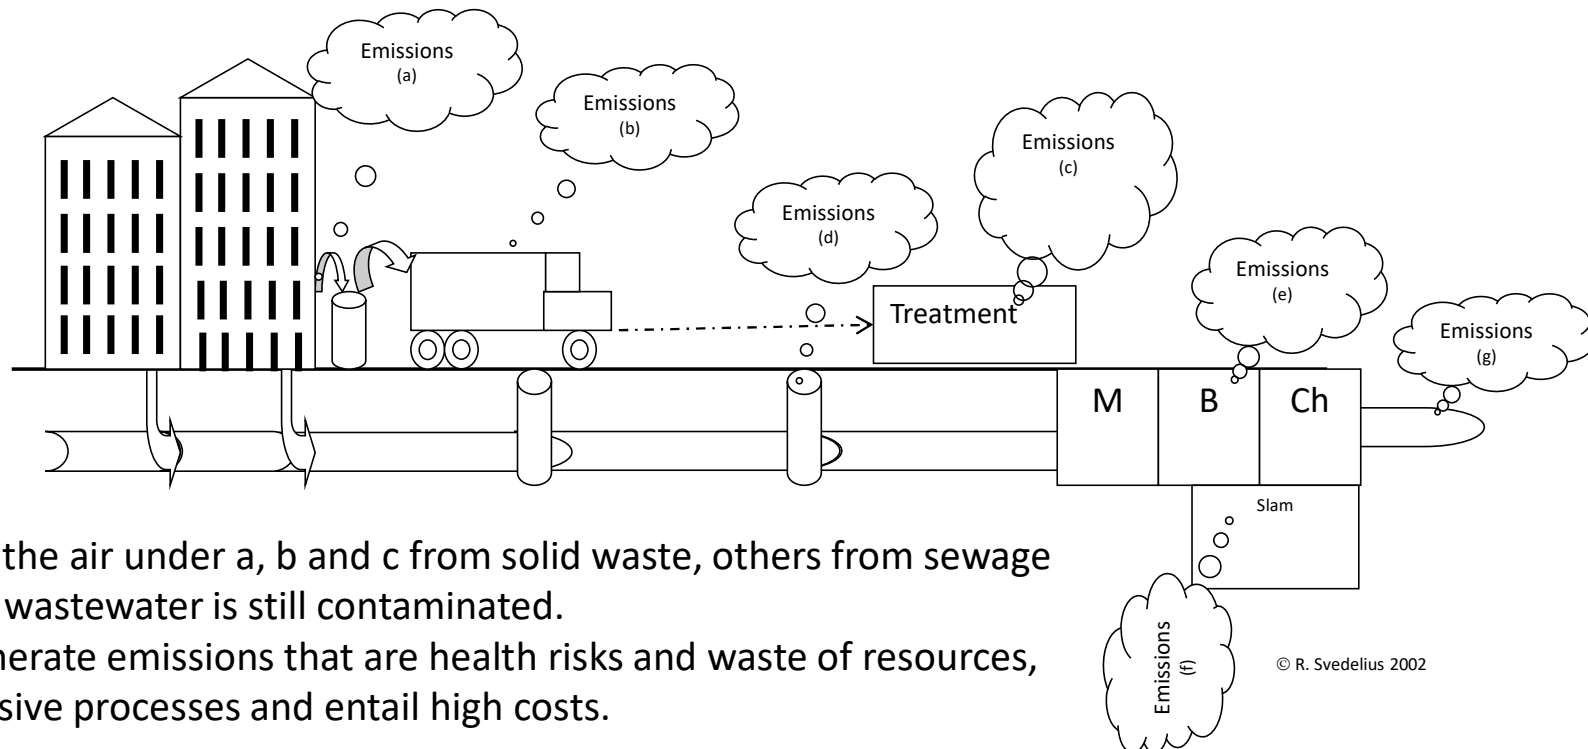 Emissions
(a)
Emissions
(b)
Emissions
(c)
Emissions
(d)
Emissions
(e)
Emissions
(g)
Treatment
M
B
Ch
Slam
the air under a, b and c from solid waste, others from sewage
wastewater is still contaminated.
nerate emissions that are health risks and waste of resources,
sive processes and entail high costs.
Emissions
(f)
© R. Svedelius 2002